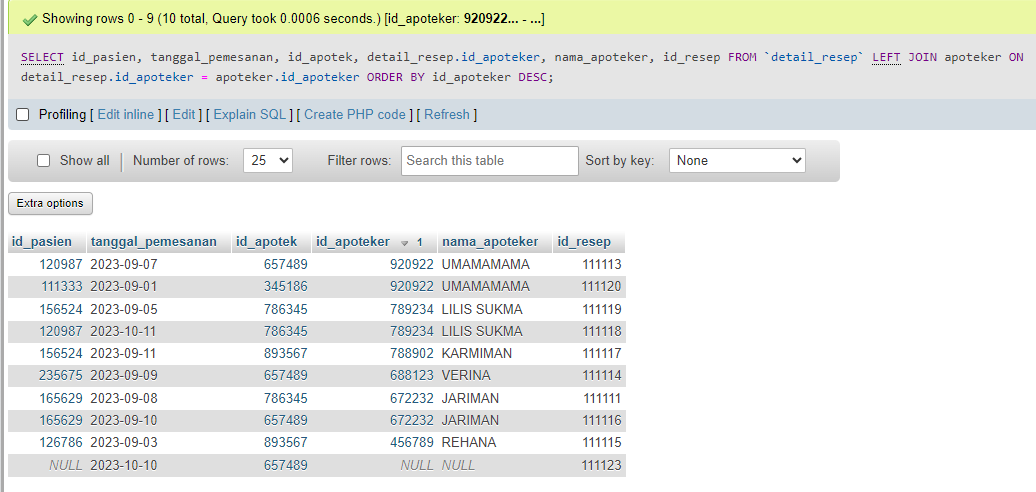 Showing rows 0 - 9 (10 total, Query took 0.0006 seconds.) [id_apoteker: 920922... - ...]
SELECT id_pasien, tanggal_pemesanan, id_apotek, detail_resep.id_apoteker, nama_apoteker, id_resep FROM `detail_resep` LEFT JOIN apoteker ON
detail_resep.id_apoteker = apoteker.id_apoteker ORDER BY id_apoteker DESC;
Profiling [ Edit inline ] [ Edit ] [ Explain SQL ] [ Create PHP code ] [ Refresh ]
Show all Number of rows: 25 Filter rows: Search this table Sort by key: None
Extra options
id_pasien tanggal_pemesanan id_apotek id_apoteker 1 nama_apoteker id_resep
120987 2023-09-07 657489 920922 UMAMAMAMA 111113
111333 2023-09-01 345186 920922 UMAMAMAMA 111120
156524 2023-09-05 786345 789234 LILIS SUKMA 111119
120987 2023-10-11 786345 789234 LILIS SUKMA 111118
156524 2023-09-11 893567 788902 KARMIMAN 111117
235675 2023-09-09 657489 688123 VERINA 111114
165629 2023-09-08 786345 672232 JARIMAN 111111
165629 2023-09-10 657489 672232 JARIMAN 111116
126786 2023-09-03 893567 456789 REHANA 111115
NULL 2023-10-10 657489 NULL NULL 111123